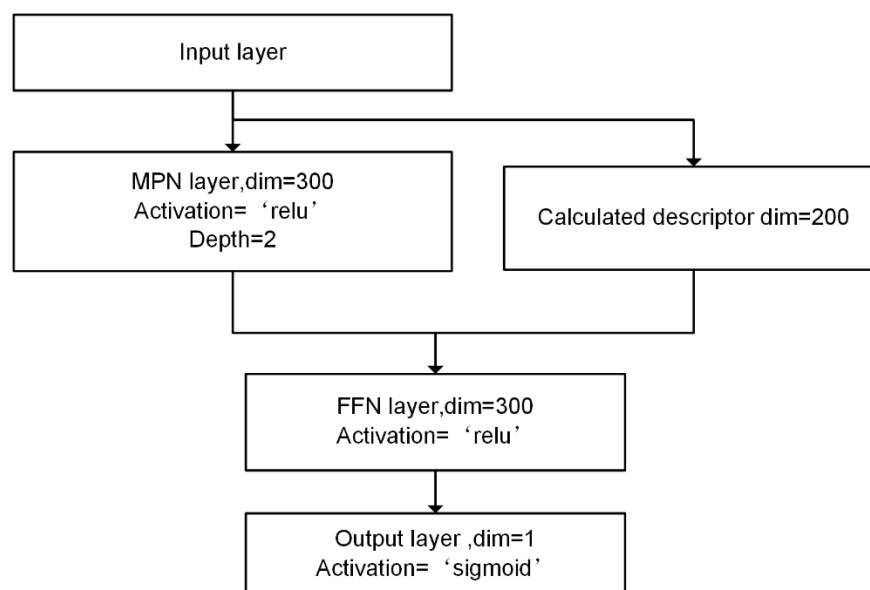 Input layer
MPN layer,dim=300
Activation= ‘relu’
Depth=2
Calculated descriptor dim=200
FFN layer,dim=300
Activation= ‘relu’
Output layer ,dim=1
Activation= ‘sigmoid’